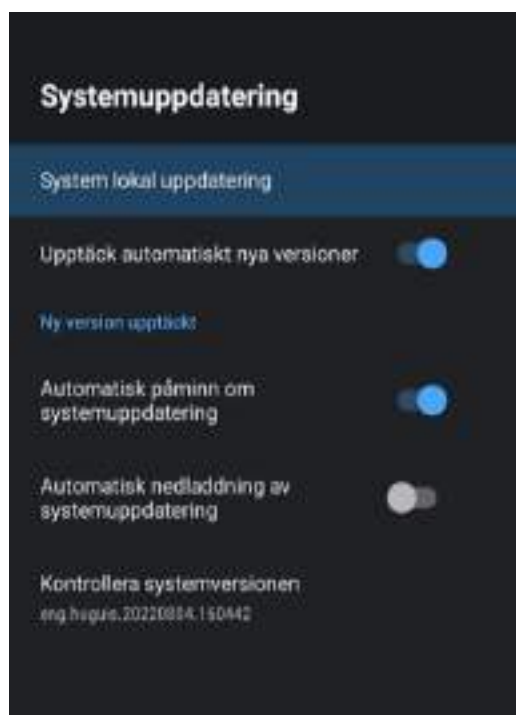 Systemuppdatering
System lokal uppdatering
Upptäck automatiskt nya versioner
Ny version upptäckt
Automatisk påminn om
systemuppdatering
Automatisk nedladdning av
systemuppdatering
Kontrollera systemversionen